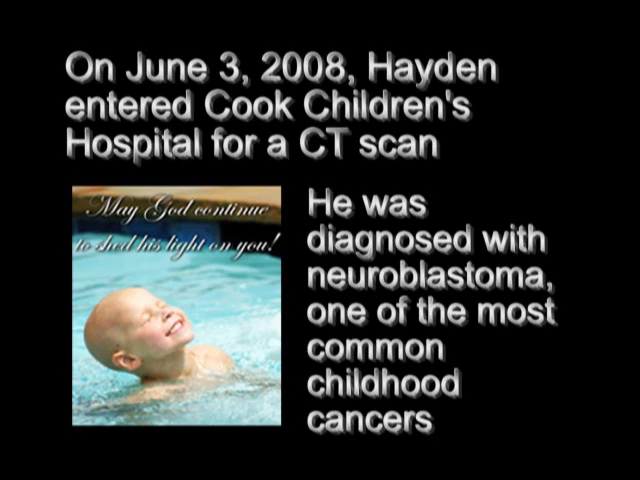 On June 3, 2008, Hayden
entered Cook Children's
Hospital for a CT scan
May God continue
to shed his light on you!
He was
diagnosed with
neuroblastoma,
one of the most
common
childhood
cancers